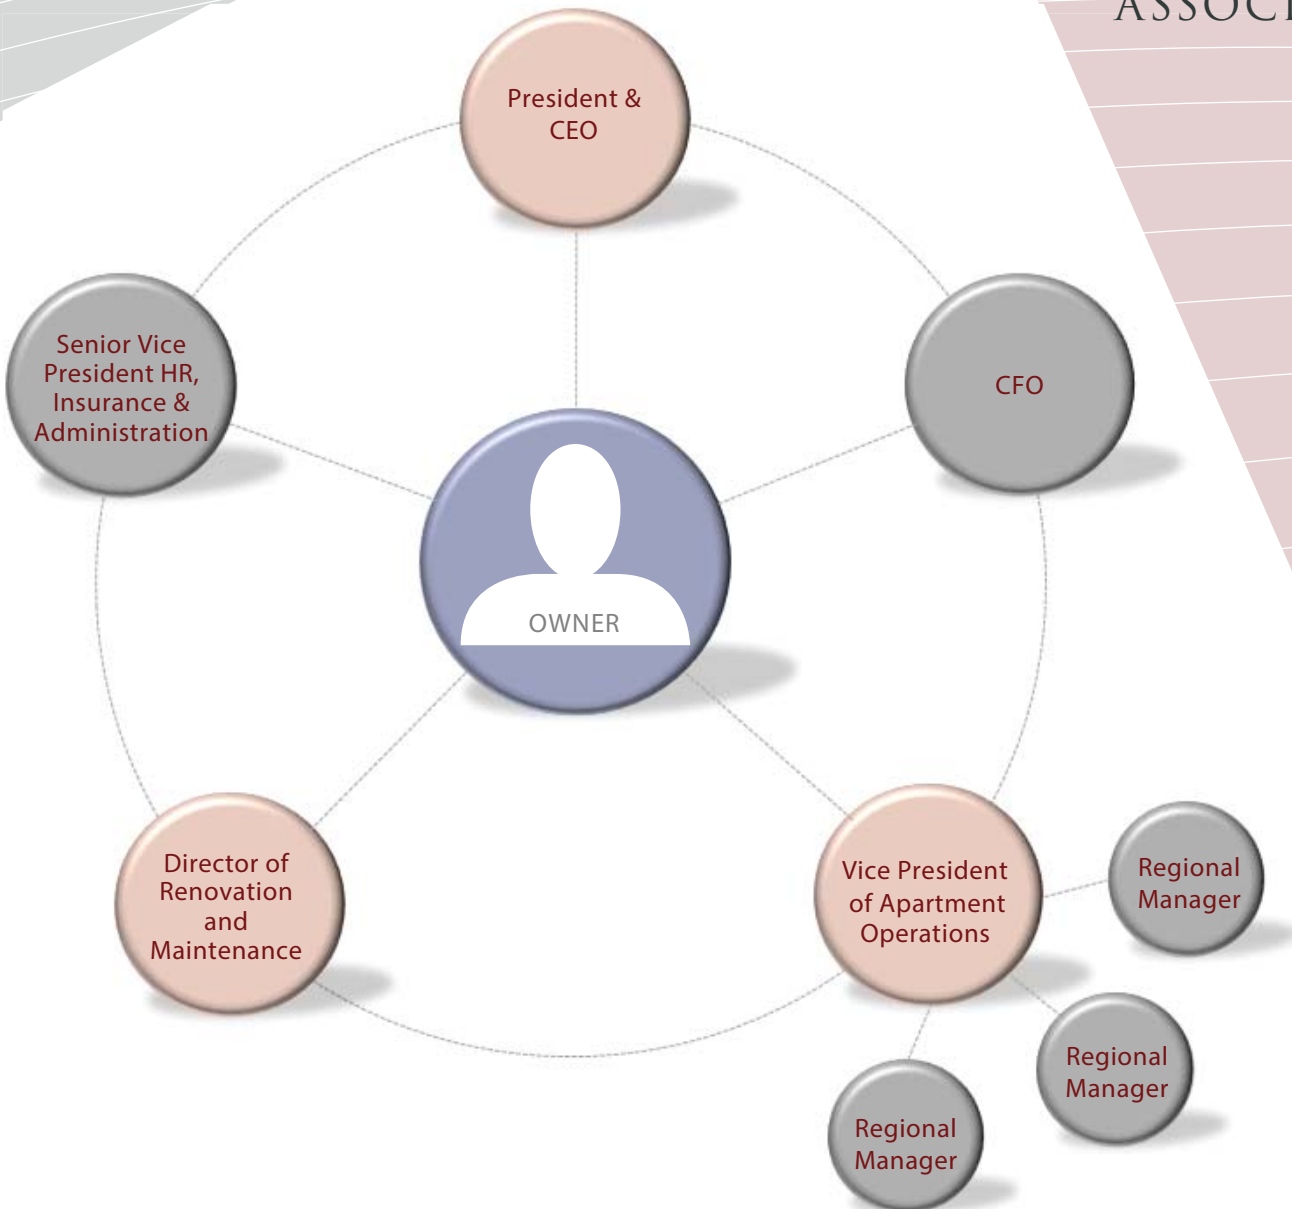 President &
CEO
Senior Vice
President HR,
Insurance &
Administration
CFO
OWNER
Director of
Renovation
and
Maintenance
Vice President
of Apartment
Operations
Regional
Manager
Regional
Manager
Regional
Manager